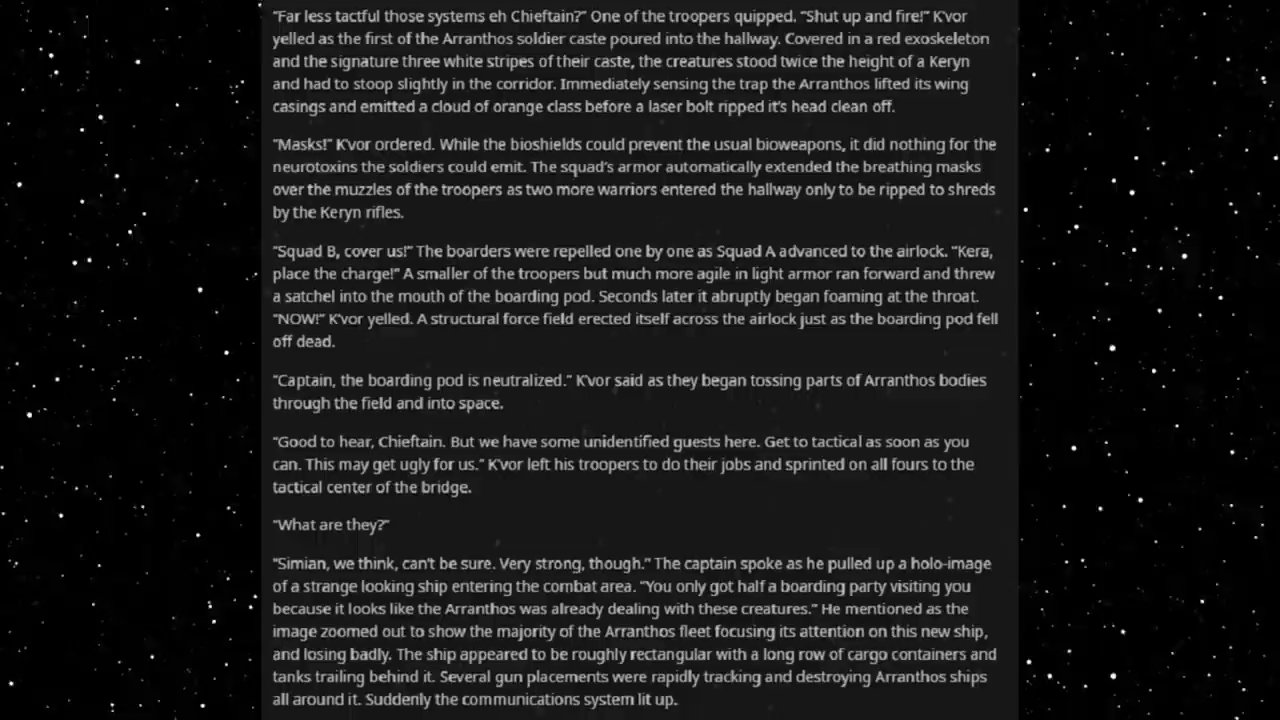 “Far less tactful those systems eh Chieftain?” One of the troopers quipped. “Shut up and fire!” K’vor
yelled as the first of the Arranthos soldier caste poured into the hallway. Covered in a red exoskeleton
and the signature three white stripes of their caste, the creatures stood twice the height of a Keryn
and had to stoop slightly in the corridor. Immediately sensing the trap the Arranthos lifted its wing
casings and emitted a cloud of orange class before a laser bolt ripped it’s head clean off.
“Masks!” K’vor ordered. While the bioshields could prevent the usual bioweapons, it did nothing for the
neurotoxins the soldiers could emit. The squad’s armor automatically extended the breathing masks
over the muzzles of the troopers as two more warriors entered the hallway only to be ripped to shreds
by the Keryn rifles.
“Squad B, cover us!” The boarders were repelled one by one as Squad A advanced to the airlock. “Kera,
place the charge!” A smaller of the troopers but much more agile in light armor ran forward and threw
a satchel into the mouth of the boarding pod. Seconds later it abruptly began foaming at the throat.
“NOW!” K’vor yelled. A structural force field erected itself across the airlock just as the boarding pod fell
off dead.
“Captain, the boarding pod is neutralized.” K’vor said as they began tossing parts of Arranthos bodies
through the field and into space.
“Good to hear, Chieftain. But we have some unidentified guests here. Get to tactical as soon as you
can. This may get ugly for us.” K’vor left his troopers to do their jobs and sprinted on all fours to the
tactical center of the bridge.
“What are they?”
“Simian, we think, can’t be sure. Very strong, though.” The captain spoke as he pulled up a holo-image
of a strange looking ship entering the combat area. “You only got half a boarding party visiting you
because it looks like the Arranthos was already dealing with these creatures.” He mentioned as the
image zoomed out to show the majority of the Arranthos fleet focusing its attention on this new ship,
and losing badly. The ship appeared to be roughly rectangular with a long row of cargo containers and
tanks trailing behind it. Several gun placements were rapidly tracking and destroying Arranthos ships
all around it. Suddenly the communications system lit up.